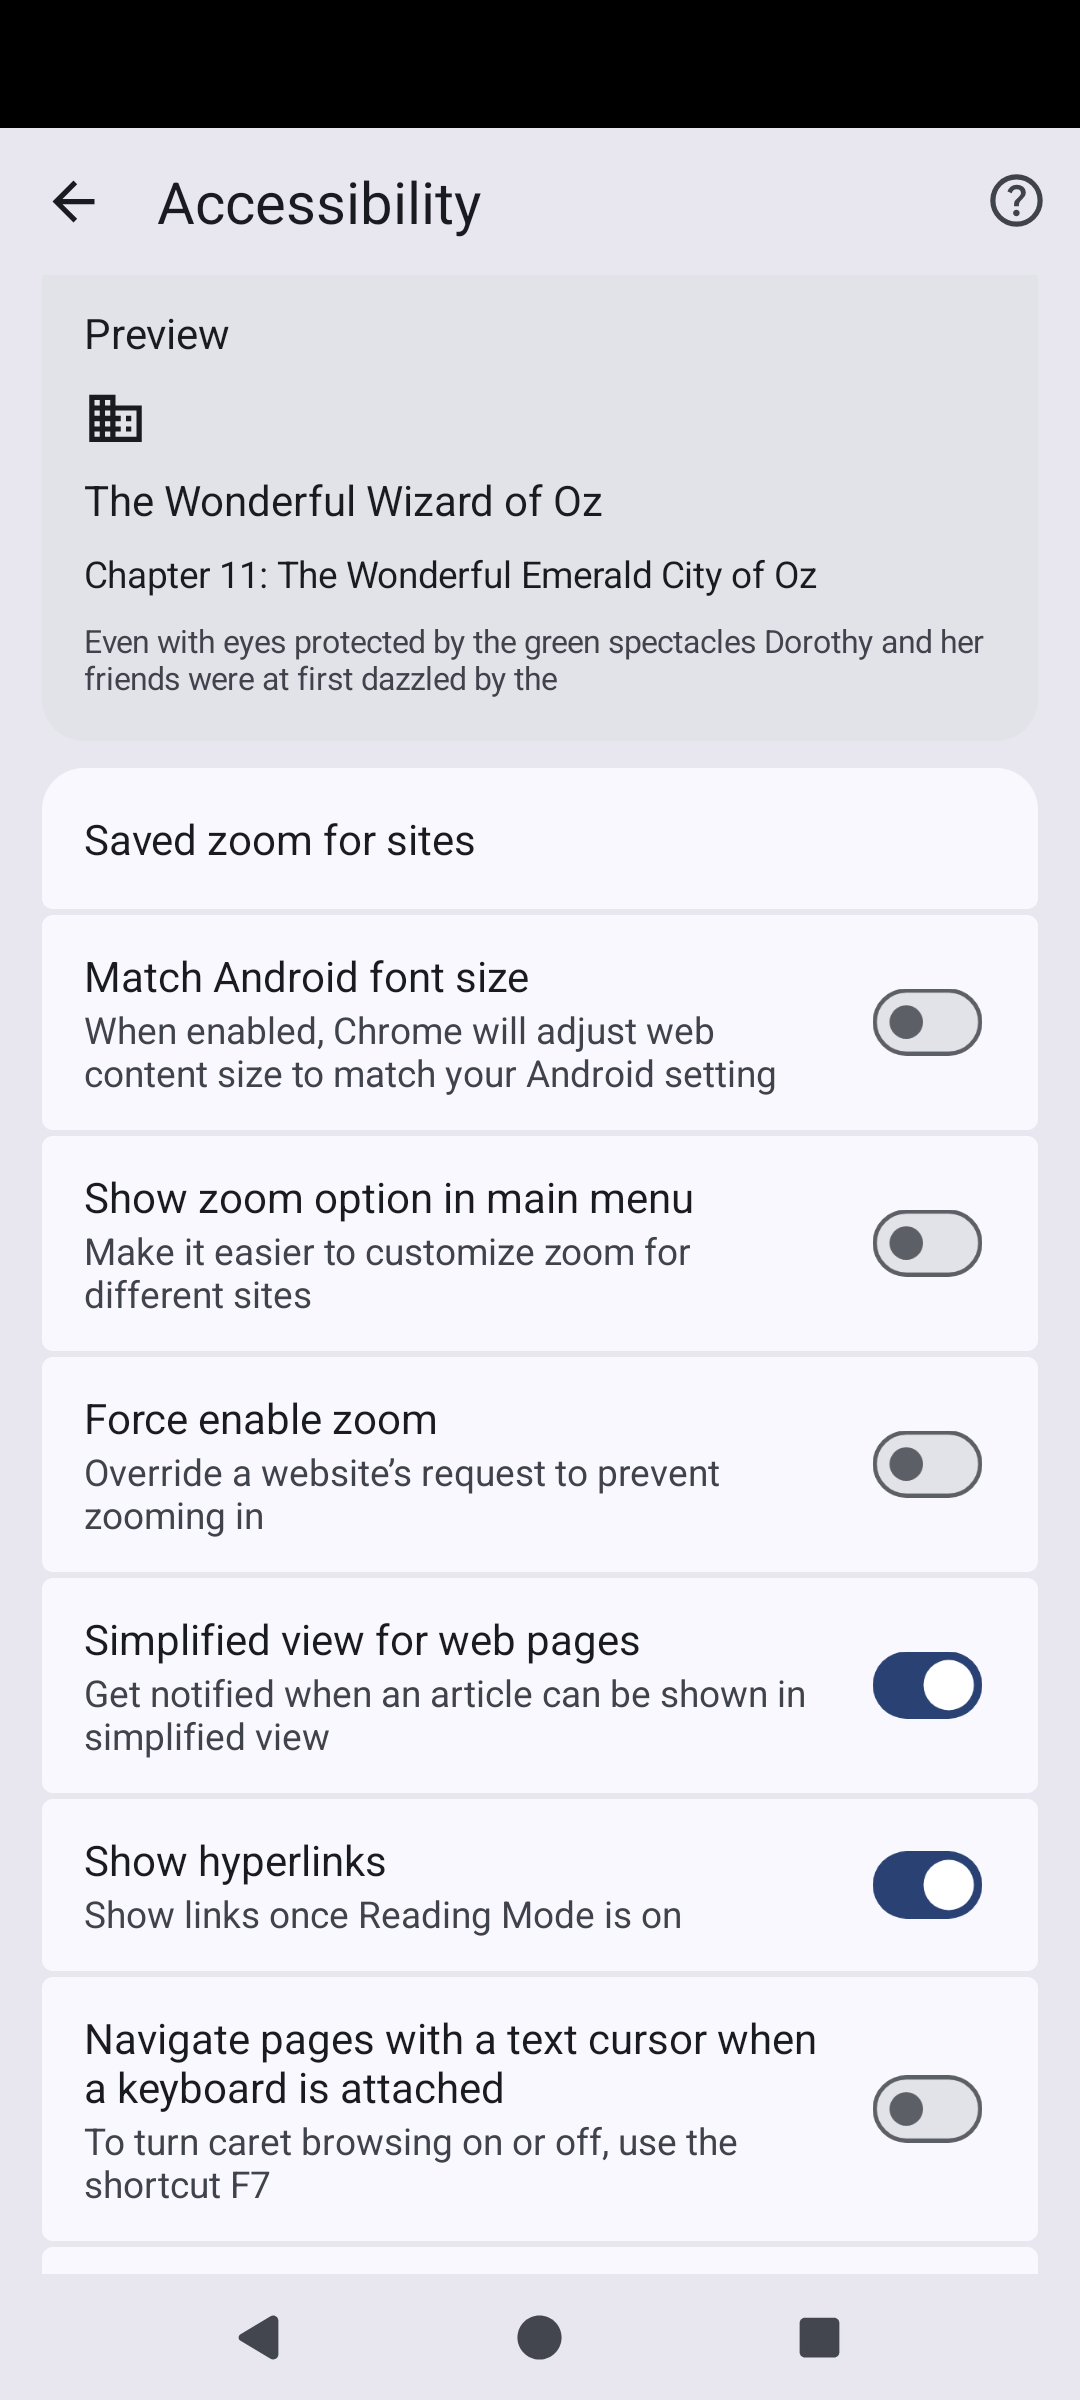 Accessibility
Preview
The Wonderful Wizard of Oz
Chapter 11: The Wonderful Emerald City of Oz
Even with eyes protected by the green spectacles Dorothy and her
friends were at first dazzled by the
Saved zoom for sites
Match Android font size
When enabled, Chrome will adjust web
content size to match your Android setting
Show zoom option in main menu
Make it easier to customize zoom for
different sites
Force enable zoom
Override a website’s request to prevent
zooming in
Simplified view for web pages
Get notified when an article can be shown in
simplified view
Show hyperlinks
Show links once Reading Mode is on
Navigate pages with a text cursor when
a keyboard is attached
To turn caret browsing on or off, use the
shortcut F7